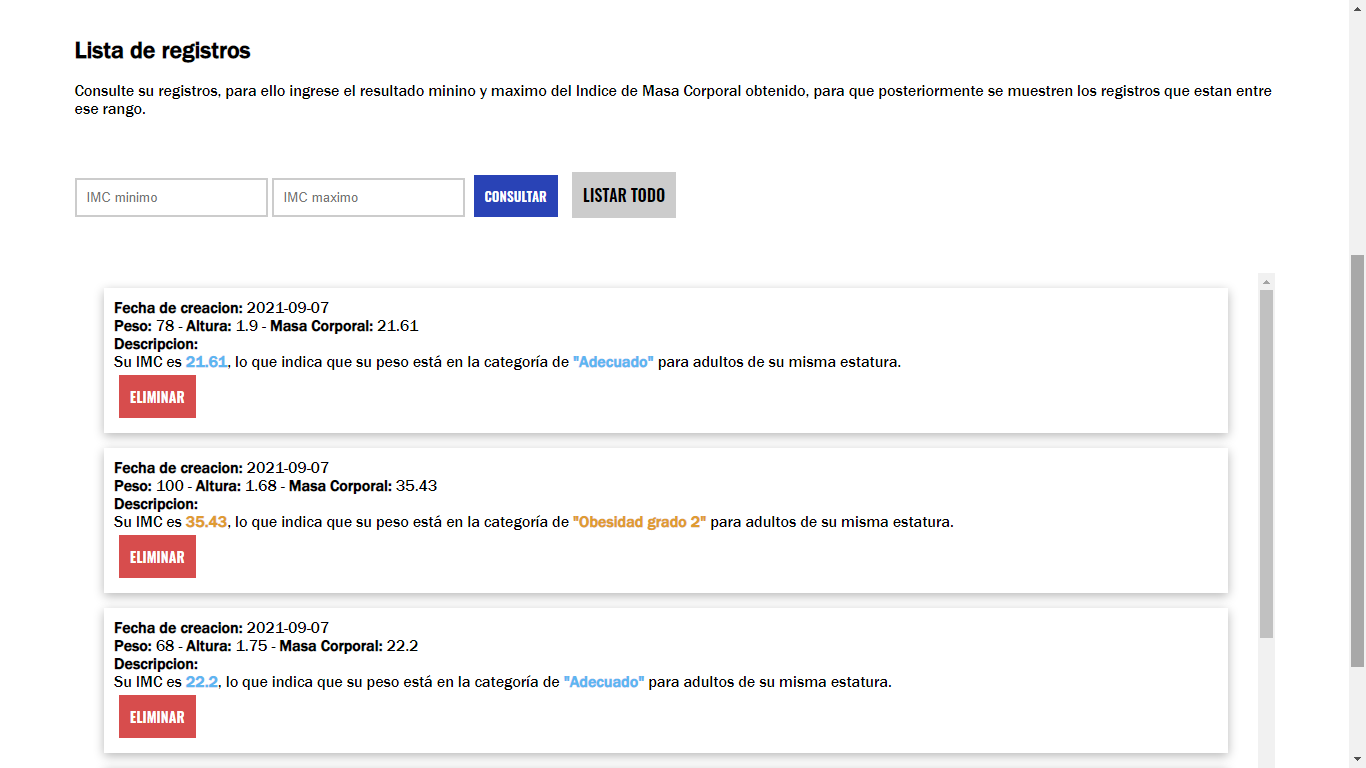 Lista de registros
Consulte su registros, para ello ingrese el resultado minino y maximo del Indice de Masa Corporal obtenido, para que posteriormente se muestren los registros que estan entre
ese rango.
IMC minimo IMC maximo CONSULTAR LISTAR TODO
Fecha de creacion: 2021-09-07
Peso: 78 - Altura: 1.9 - Masa Corporal: 21.61
Descripcion:
Su IMC es 21.61, lo que indica que su peso está en la categoría de "Adecuado" para adultos de su misma estatura.
ELIMINAR
Fecha de creacion: 2021-09-07
Peso: 100 - Altura: 1.68 - Masa Corporal: 35.43
Descripcion:
Su IMC es 35.43, lo que indica que su peso está en la categoría de "Obesidad grado 2" para adultos de su misma estatura.
ELIMINAR
Fecha de creacion: 2021-09-07
Peso: 68 - Altura: 1.75 - Masa Corporal: 22.2
Descripcion:
Su IMC es 22.2, lo que indica que su peso está en la categoría de "Adecuado" para adultos de su misma estatura.
ELIMINAR